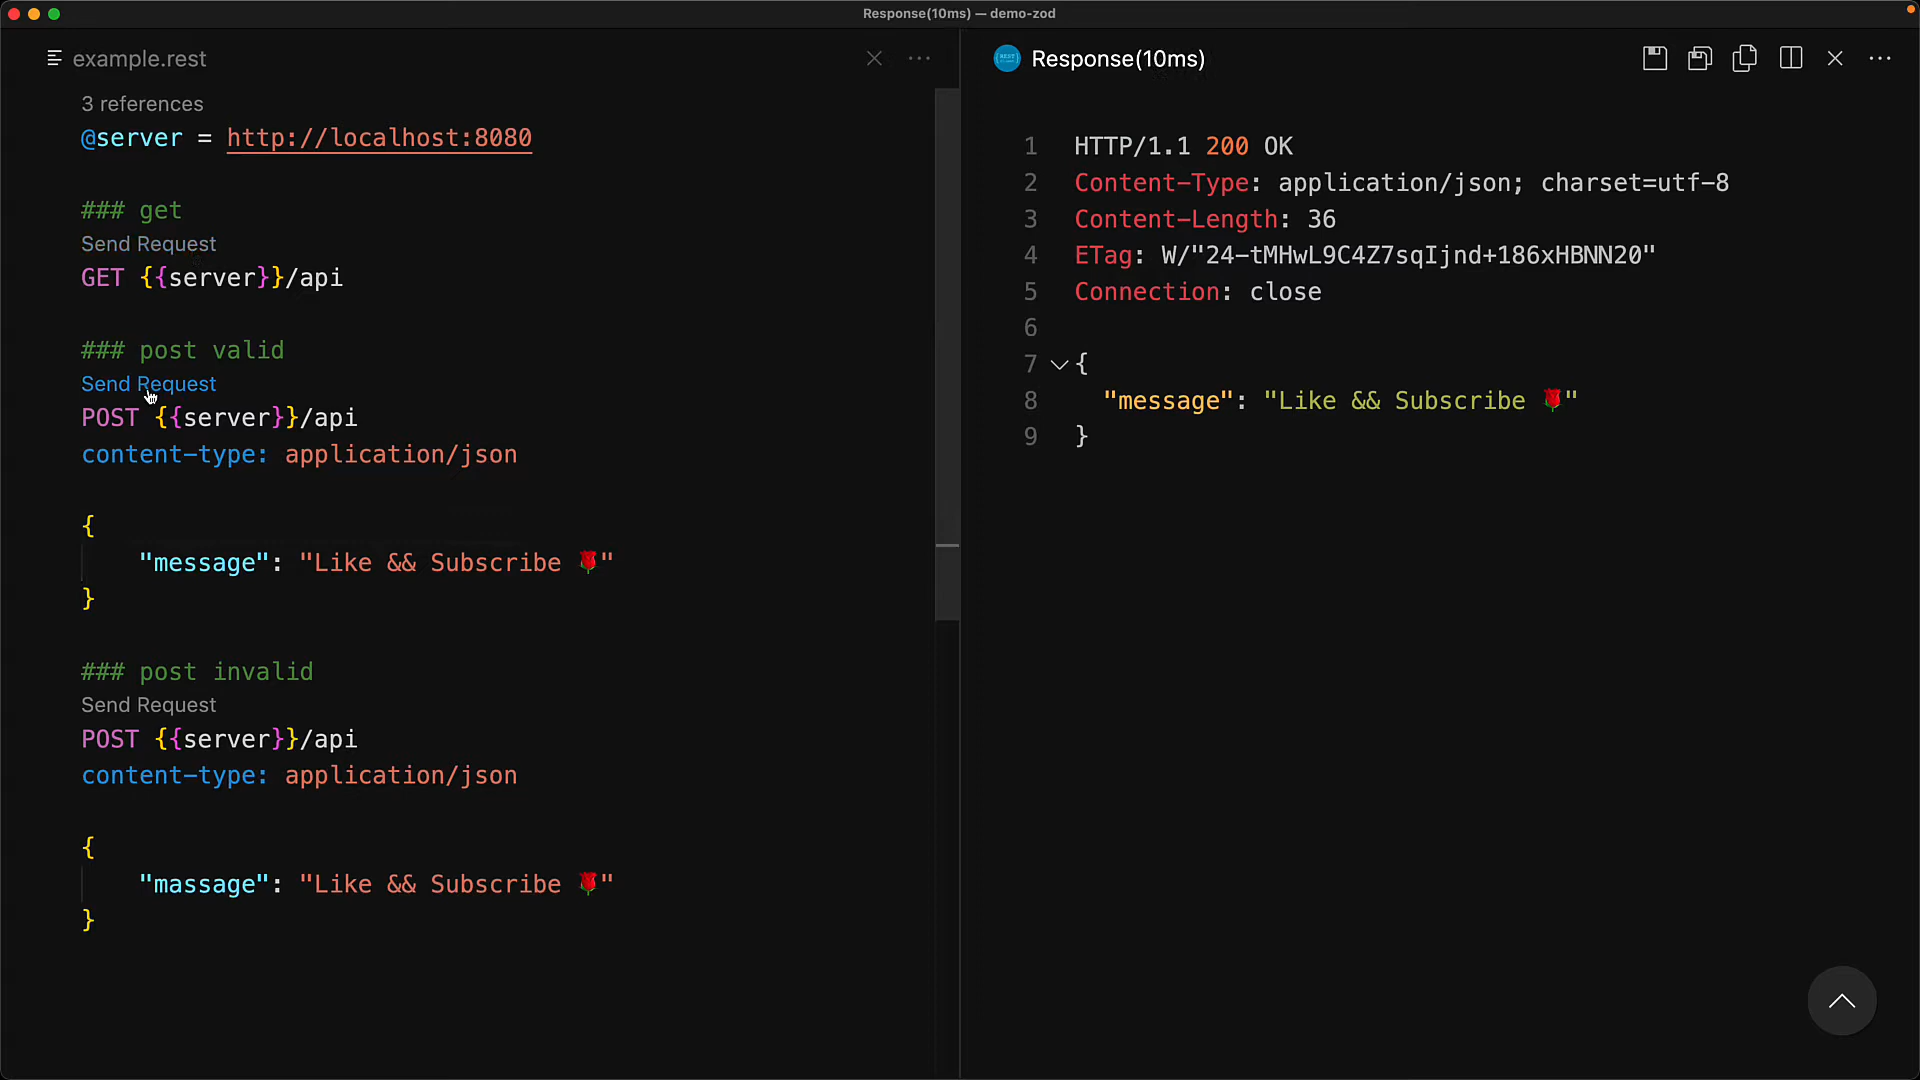 Response(10ms) — demo-zod
example.rest
3 references
@server = http://localhost:8080
### get
Send Request
GET {{server}}/api
### post valid
Send Request
POST {{server}}/api
content-type: application/json
{
"message": "Like && Subscribe 🌹"
}
### post invalid
Send Request
POST {{server}}/api
content-type: application/json
{
"massage": "Like && Subscribe 🌹"
}
Response(10ms)
1 HTTP/1.1 200 OK
2 Content-Type: application/json; charset=utf-8
3 Content-Length: 36
4 ETag: W/"24-tMHwL9C4Z7sqIjnd+186xHBNN20"
5 Connection: close
6
7 {
8 "message": "Like && Subscribe 🌹"
9 }